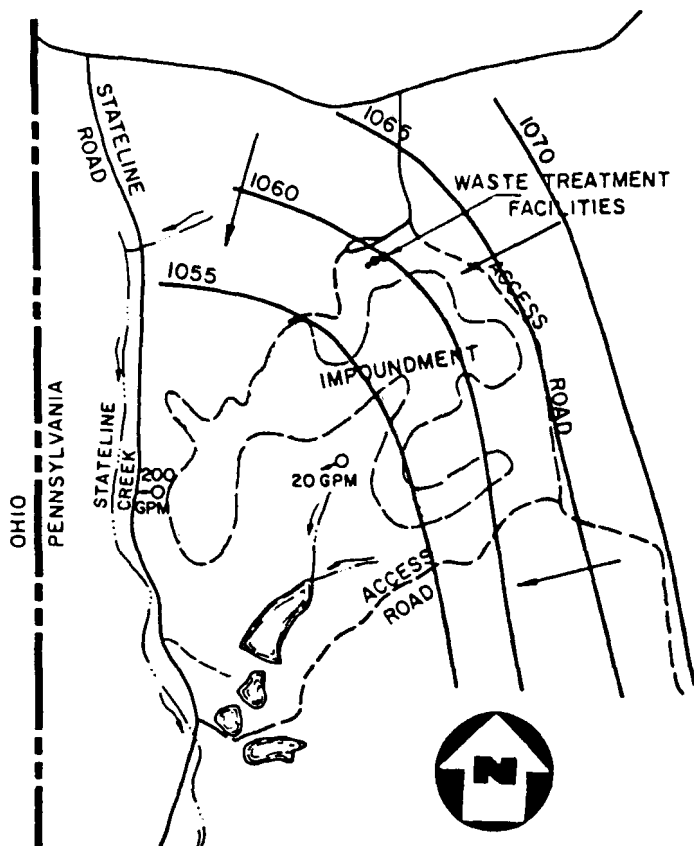 STATELINE
ROAD
1065
1070
1060
WASTE TREATMENT
FACILITIES
1055
ACCESS
ROAD
IMPOUNDMENT
STATELINE
CREEK
200
GPM
20 GPM
OHIO
PENNSYLVANIA
ACCESS
ROAD
N